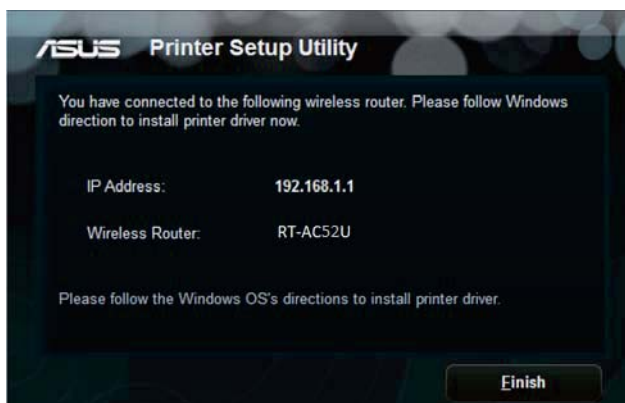 ASUS Printer Setup Utility
You have connected to the following wireless router. Please follow Windows
direction to install printer driver now.
IP Address: 192.168.1.1
Wireless Router: RT-AC52U
Please follow the Windows OS's directions to install printer driver.
Finish